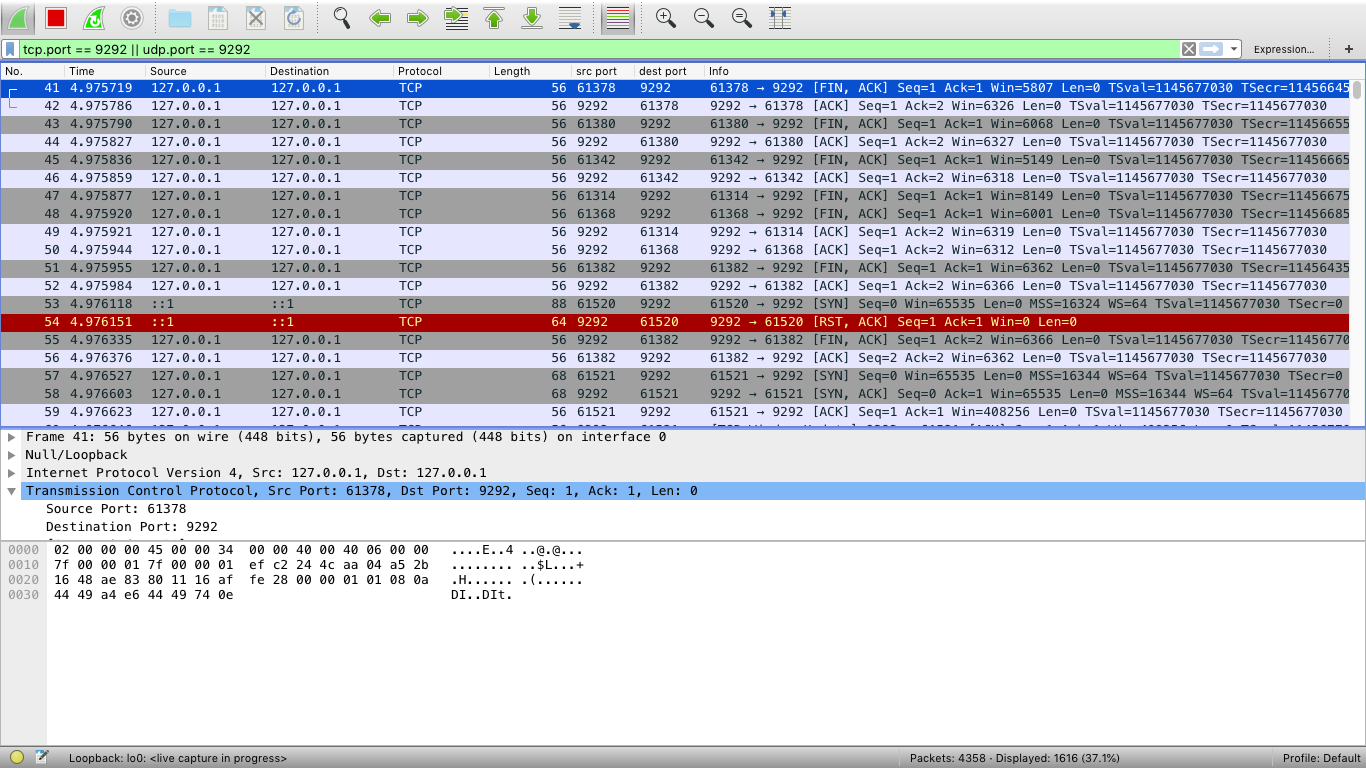 tcp.port == 9292 || udp.port == 9292 Expression... +
No. Time Source Destination Protocol Length src port dest port Info
41 4.975719 127.0.0.1 127.0.0.1 TCP 56 61378 9292 61378 → 9292 [FIN, ACK] Seq=1 Ack=1 Win=5807 Len=0 TSval=1145677030 TSecr=11456645
42 4.975786 127.0.0.1 127.0.0.1 TCP 56 9292 61378 9292 → 61378 [ACK] Seq=1 Ack=2 Win=6326 Len=0 TSval=1145677030 TSecr=1145677030
43 4.975790 127.0.0.1 127.0.0.1 TCP 56 61380 9292 61380 → 9292 [FIN, ACK] Seq=1 Ack=1 Win=6068 Len=0 TSval=1145677030 TSecr=11456655
44 4.975827 127.0.0.1 127.0.0.1 TCP 56 9292 61380 9292 → 61380 [ACK] Seq=1 Ack=2 Win=6327 Len=0 TSval=1145677030 TSecr=1145677030
45 4.975836 127.0.0.1 127.0.0.1 TCP 56 61342 9292 61342 → 9292 [FIN, ACK] Seq=1 Ack=1 Win=5149 Len=0 TSval=1145677030 TSecr=11456665
46 4.975859 127.0.0.1 127.0.0.1 TCP 56 9292 61342 9292 → 61342 [ACK] Seq=1 Ack=2 Win=6318 Len=0 TSval=1145677030 TSecr=1145677030
47 4.975877 127.0.0.1 127.0.0.1 TCP 56 61314 9292 61314 → 9292 [FIN, ACK] Seq=1 Ack=1 Win=8149 Len=0 TSval=1145677030 TSecr=11456675
48 4.975920 127.0.0.1 127.0.0.1 TCP 56 61368 9292 61368 → 9292 [FIN, ACK] Seq=1 Ack=1 Win=6001 Len=0 TSval=1145677030 TSecr=11456685
49 4.975921 127.0.0.1 127.0.0.1 TCP 56 9292 61314 9292 → 61314 [ACK] Seq=1 Ack=2 Win=6319 Len=0 TSval=1145677030 TSecr=1145677030
50 4.975944 127.0.0.1 127.0.0.1 TCP 56 9292 61368 9292 → 61368 [ACK] Seq=1 Ack=2 Win=6312 Len=0 TSval=1145677030 TSecr=1145677030
51 4.975955 127.0.0.1 127.0.0.1 TCP 56 61382 9292 61382 → 9292 [FIN, ACK] Seq=1 Ack=1 Win=6362 Len=0 TSval=1145677030 TSecr=11456435
52 4.975984 127.0.0.1 127.0.0.1 TCP 56 9292 61382 9292 → 61382 [ACK] Seq=1 Ack=2 Win=6366 Len=0 TSval=1145677030 TSecr=1145677030
53 4.976118 ::1 ::1 TCP 88 61520 9292 61520 → 9292 [SYN] Seq=0 Win=65535 Len=0 MSS=16324 WS=64 TSval=1145677030 TSecr=0
54 4.976151 ::1 ::1 TCP 64 9292 61520 9292 → 61520 [RST, ACK] Seq=1 Ack=1 Win=0 Len=0
55 4.976335 127.0.0.1 127.0.0.1 TCP 56 9292 61382 9292 → 61382 [FIN, ACK] Seq=1 Ack=2 Win=6366 Len=0 TSval=1145677030 TSecr=11456770
56 4.976376 127.0.0.1 127.0.0.1 TCP 56 61382 9292 61382 → 9292 [ACK] Seq=2 Ack=2 Win=6362 Len=0 TSval=1145677030 TSecr=1145677030
57 4.976527 127.0.0.1 127.0.0.1 TCP 68 61521 9292 61521 → 9292 [SYN] Seq=0 Win=65535 Len=0 MSS=16344 WS=64 TSval=1145677030 TSecr=0
58 4.976603 127.0.0.1 127.0.0.1 TCP 68 9292 61521 9292 → 61521 [SYN, ACK] Seq=0 Ack=1 Win=65535 Len=0 MSS=16344 WS=64 TSval=11456770
59 4.976623 127.0.0.1 127.0.0.1 TCP 56 61521 9292 61521 → 9292 [ACK] Seq=1 Ack=1 Win=408256 Len=0 TSval=1145677030 TSecr=1145677030
Frame 41: 56 bytes on wire (448 bits), 56 bytes captured (448 bits) on interface 0
Null/Loopback
Internet Protocol Version 4, Src: 127.0.0.1, Dst: 127.0.0.1
Transmission Control Protocol, Src Port: 61378, Dst Port: 9292, Seq: 1, Ack: 1, Len: 0
Source Port: 61378
Destination Port: 9292
0000 02 00 00 00 45 00 00 34 00 00 40 00 40 06 00 00 ....E..4 ..@.@...
0010 7f 00 00 01 7f 00 00 01 ef c2 24 4c aa 04 a5 2b ........ ..$L...+
0020 16 48 ae 83 80 11 16 af fe 28 00 00 01 01 08 0a .H...... .(......
0030 44 49 a4 e6 44 49 74 0e DI..DIt.
Loopback: lo0: <live capture in progress> Packets: 4358 · Displayed: 1616 (37.1%) Profile: Default